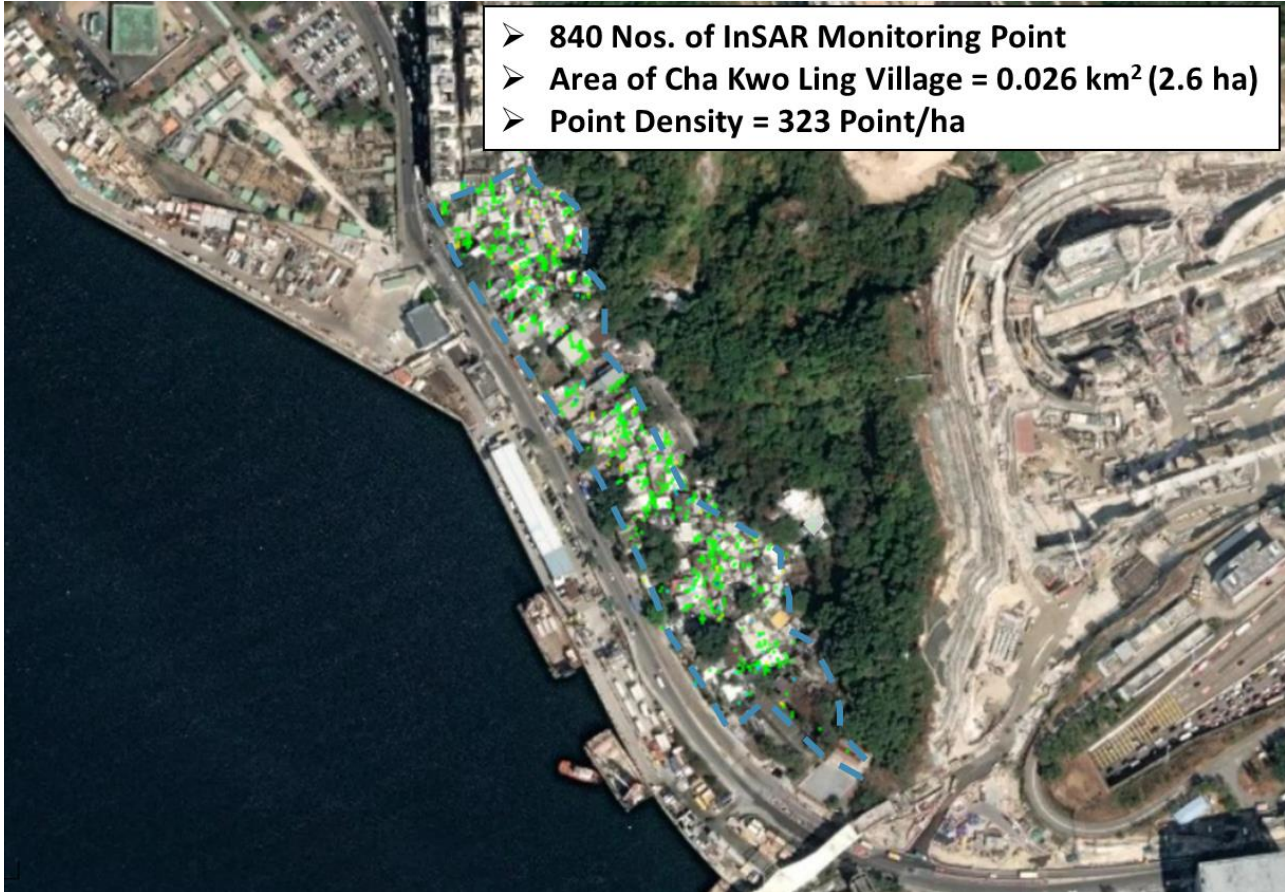 ➢ 840 Nos. of InSAR Monitoring Point
➢ Area of Cha Kwo Ling Village = 0.026 km² (2.6 ha)
➢ Point Density = 323 Point/ha